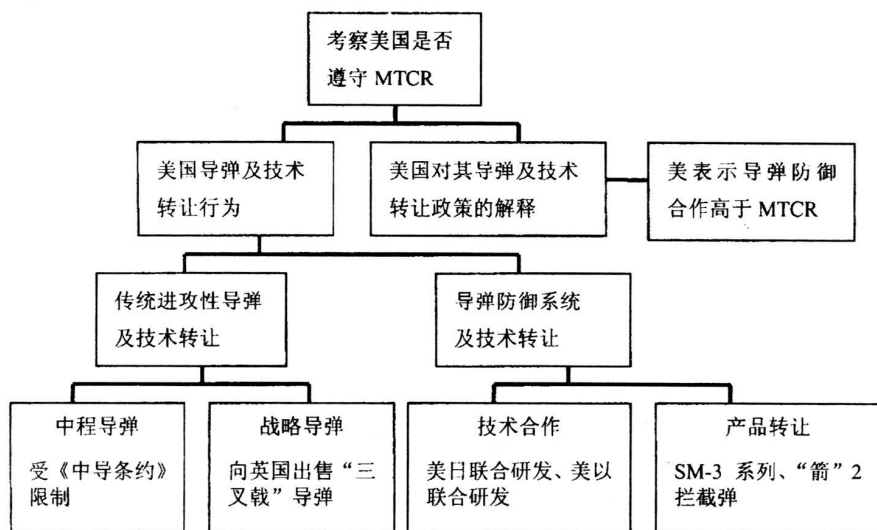 考察美国是否
遵守 MTCR
美国导弹及技术
转让行为
美国对其导弹及技术
转让政策的解释
美表示导弹防御
合作高于 MTCR
传统进攻性导弹
及技术转让
导弹防御系统
及技术转让
中程导弹
受《中导条约》
限制
战略导弹
向英国出售“三
叉戟”导弹
技术合作
美日联合研发、美以
联合研发
产品转让
SM-3 系列、“箭”2
拦截弹